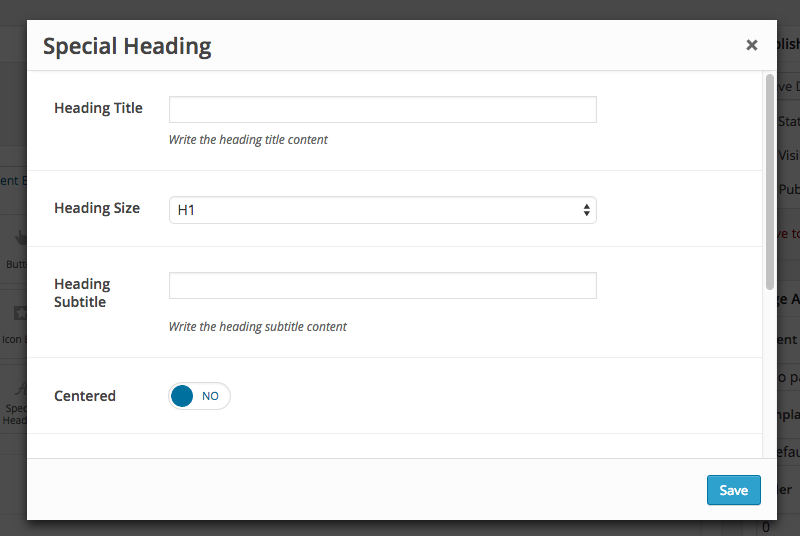 Special Heading
×
Heading Title
Write the heading title content
Heading Size
H1
Heading
Subtitle
Write the heading subtitle content
Centered
NO
Save
0